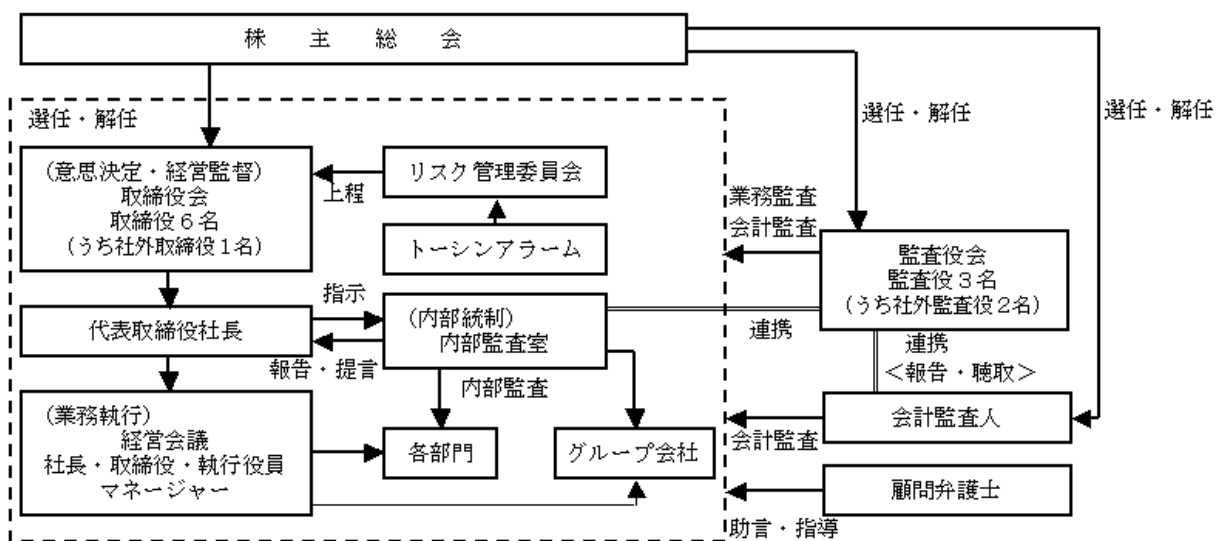 株主総会
選任・解任
選任・解任
選任・解任
(意思決定・経営監督)
取締役会
取締役6名
(うち社外取締役1名)
上程
リスク管理委員会
トーシンアラーム
業務監査
会計監査
監査役会
監査役3名
(うち社外監査役2名)
代表取締役社長
指示
報告・提言
(内部統制)
内部監査室
連携
連携
＜報告・聴取＞
内部監査
(業務執行)
経営会議
社長・取締役・執行役員
マネージャー
各部門
グループ会社
会計監査
会計監査人
顧問弁護士
助言・指導